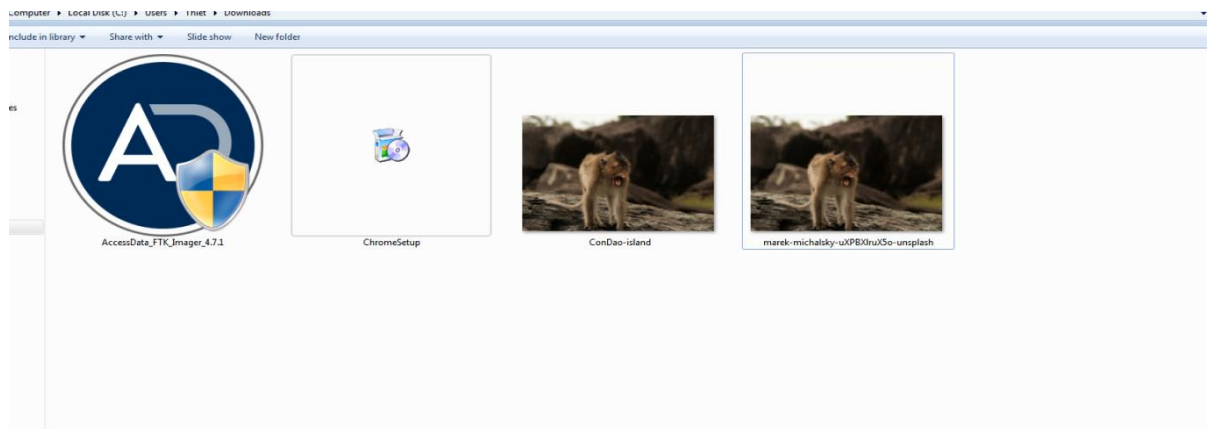 Computer ▸ Local Disk (C:) ▸ Users ▸ Thiet ▸ Downloads
nclude in library ▾ Share with ▾ Slide show New folder
es
AccessData_FTK_Imager_4.7.1
ChromeSetup
ConDao-island
marek-michalsky-uXPBXIruX5o-unsplash